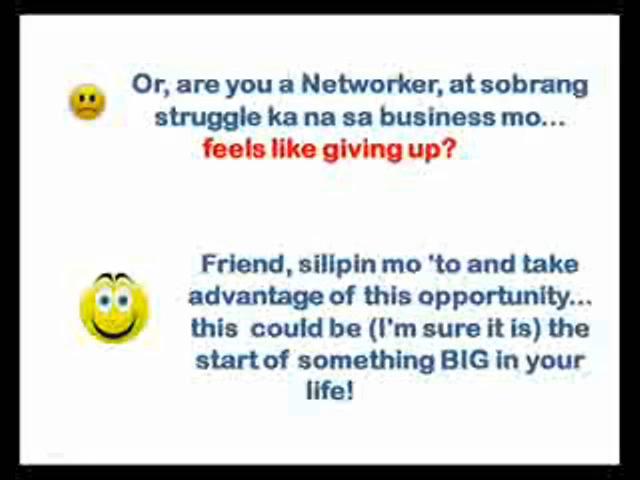 Or, are you a Networker, at sobrang
struggle ka na sa business mo...
feels like giving up?
Friend, silipin mo 'to and take
advantage of this opportunity...
this could be (I'm sure it is) the
start of something BIG in your
life!